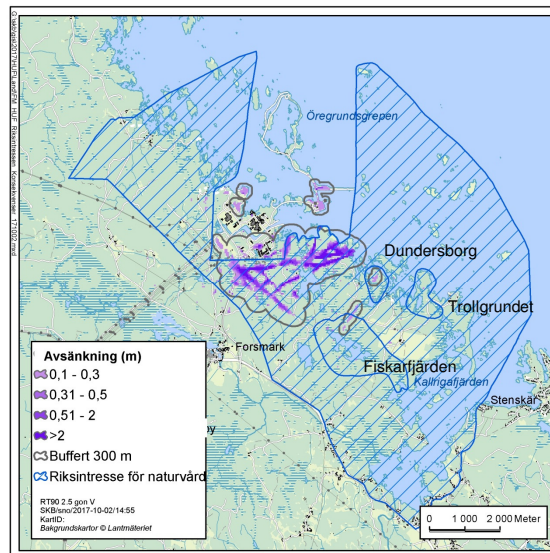 Öregrundsgrepen
Dundersborg
Trollgrundet
Fiskarfjärden
Kallrigafjärden
Forsmark
Stenskär
Avsänkning (m)
0,1 - 0,3
0,31 - 0,5
0,51 - 2
>2
Buffert 300 m
Riksintresse för naturvård
RT90 2.5 gon V
SKB/sno/2017-10-02/14:55
KartID:
Bakgrundskartor © Lantmäteriet
0 1 000 2 000 Meter